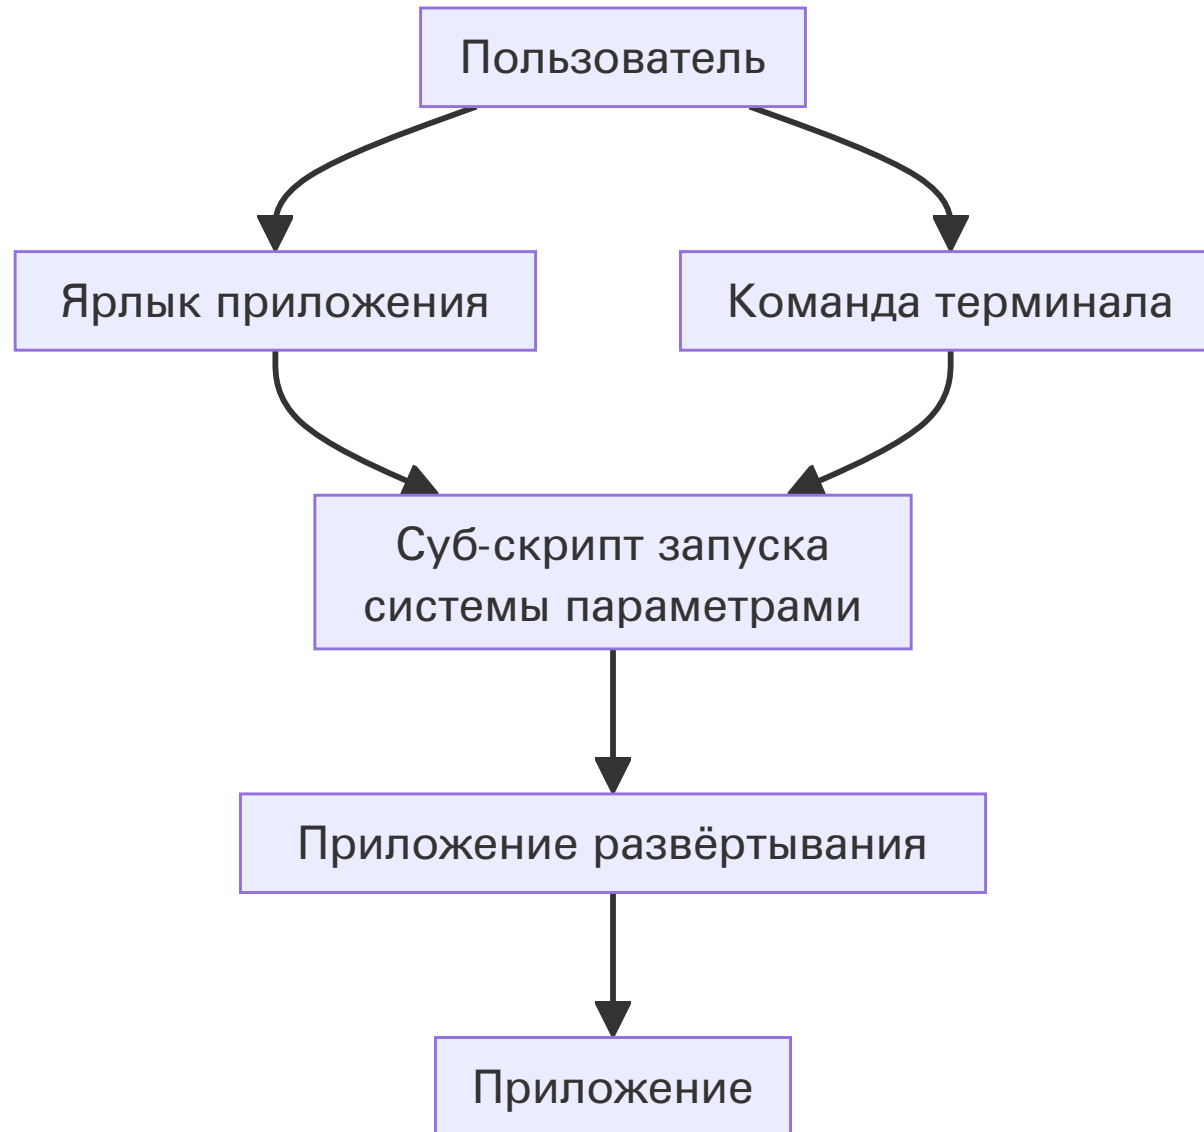 Пользователь
Ярлык приложения
Команда терминала
Суб-скрипт запуска
системы параметрами
Приложение развёртывания
Приложение